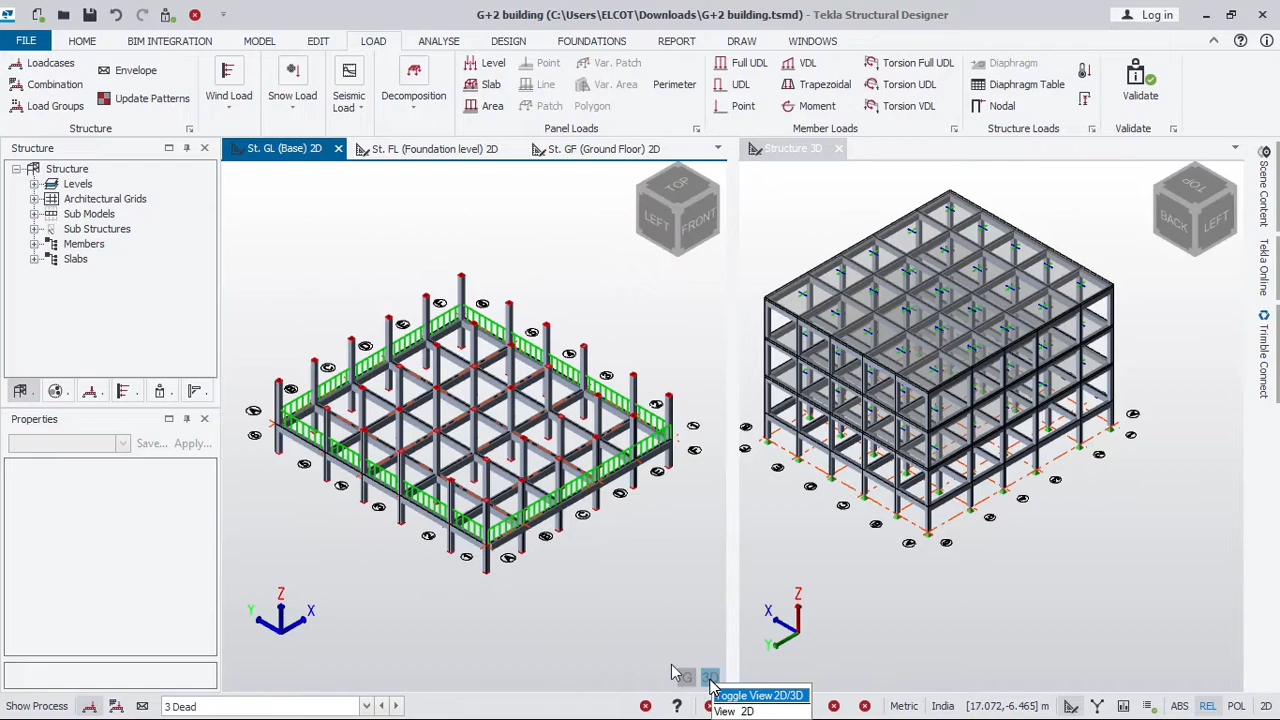 G+2 building (C:\Users\ELCOT\Downloads\G+2 building.tsmd) - Tekla Structural Designer
Log in
FILE HOME BIM INTEGRATION MODEL EDIT LOAD ANALYSE DESIGN FOUNDATIONS REPORT DRAW WINDOWS
Loadcases
Combination
Load Groups
Envelope
Update Patterns
Structure
Wind Load
Snow Load
Seismic Load
Decomposition
Level
Slab
Area
Point
Line
Patch
Var. Patch
Var. Area
Polygon
Perimeter
Panel Loads
Full UDL
UDL
Point
VDL
Trapezoidal
Moment
Torsion Full UDL
Torsion UDL
Torsion VDL
Member Loads
Diaphragm
Diaphragm Table
Nodal
Structure Loads
Validate
Validate
Structure
Structure
Levels
Architectural Grids
Sub Models
Sub Structures
Members
Slabs
Properties
Save... Apply...
St. GL (Base) 2D
St. FL (Foundation level) 2D
St. GF (Ground Floor) 2D
Structure 3D
TOP
LEFT FRONT
TOP
BACK LEFT
Z
Y X
Z
X
Y
Scene Content
Tekla Online
Trimble Connect
3D
Toggle View 2D/3D
View 2D
Show Process
3 Dead
Metric India [17.072,-6.465] m ABS REL POL 2D